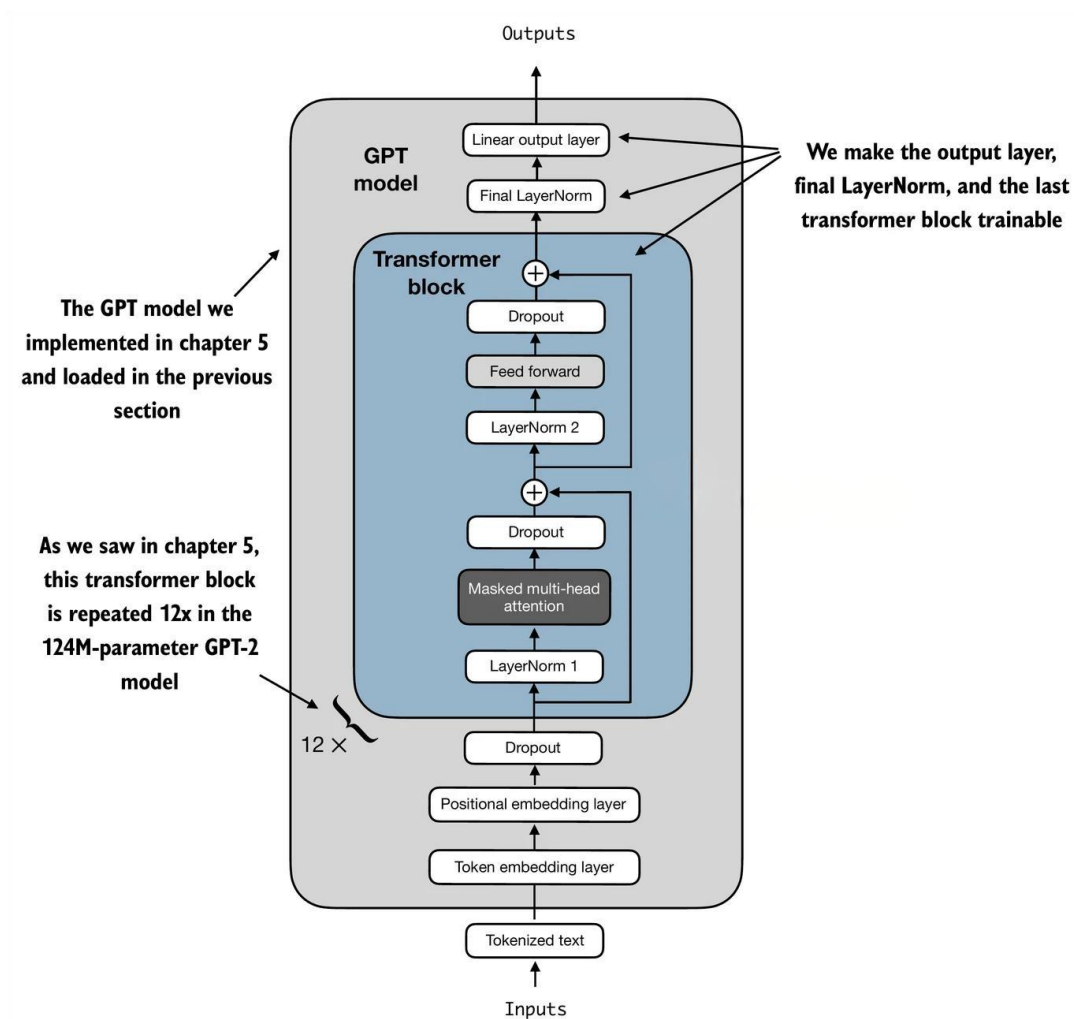 Outputs
Linear output layer
GPT
model
Final LayerNorm
We make the output layer,
final LayerNorm, and the last
transformer block trainable
Transformer
block
+
Dropout
Feed forward
LayerNorm 2
The GPT model we
implemented in chapter 5
and loaded in the previous
section
+
Dropout
Masked multi-head
attention
LayerNorm 1
As we saw in chapter 5,
this transformer block
is repeated 12x in the
124M-parameter GPT-2
model
12 ×
{
Dropout
Positional embedding layer
Token embedding layer
Tokenized text
Inputs